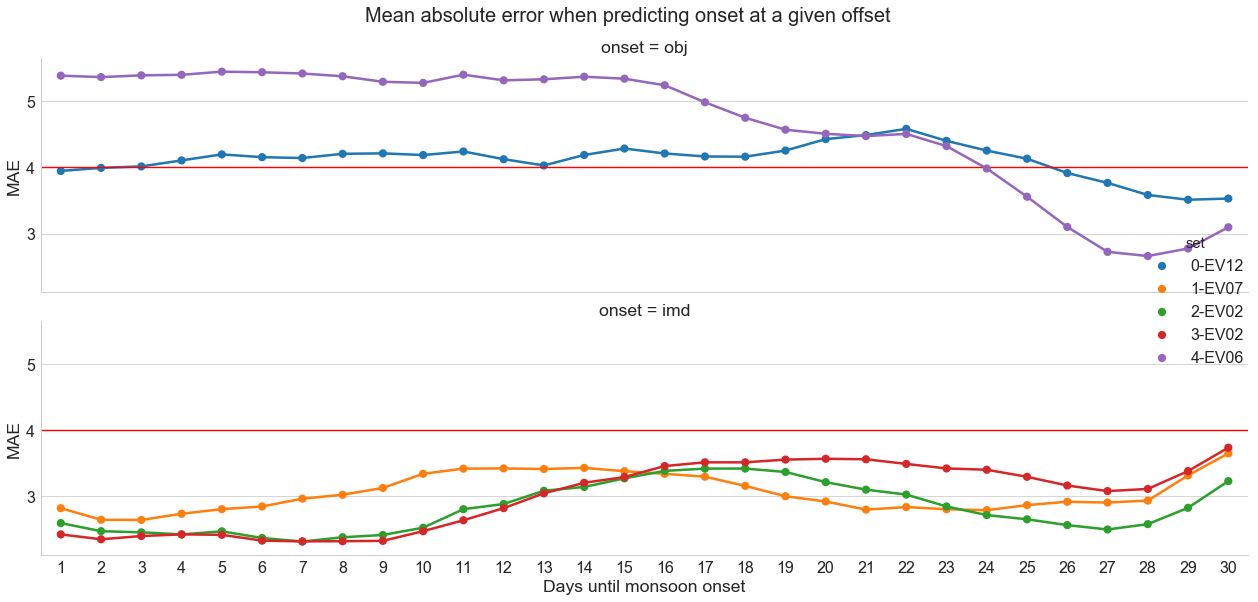 Mean absolute error when predicting onset at a given offset
onset = obj
5
4
3
MAE
set
0-EV12
1-EV07
2-EV02
3-EV02
4-EV06
onset = imd
5
4
3
MAE
1 2 3 4 5 6 7 8 9 10 11 12 13 14 15 16 17 18 19 20 21 22 23 24 25 26 27 28 29 30
Days until monsoon onset